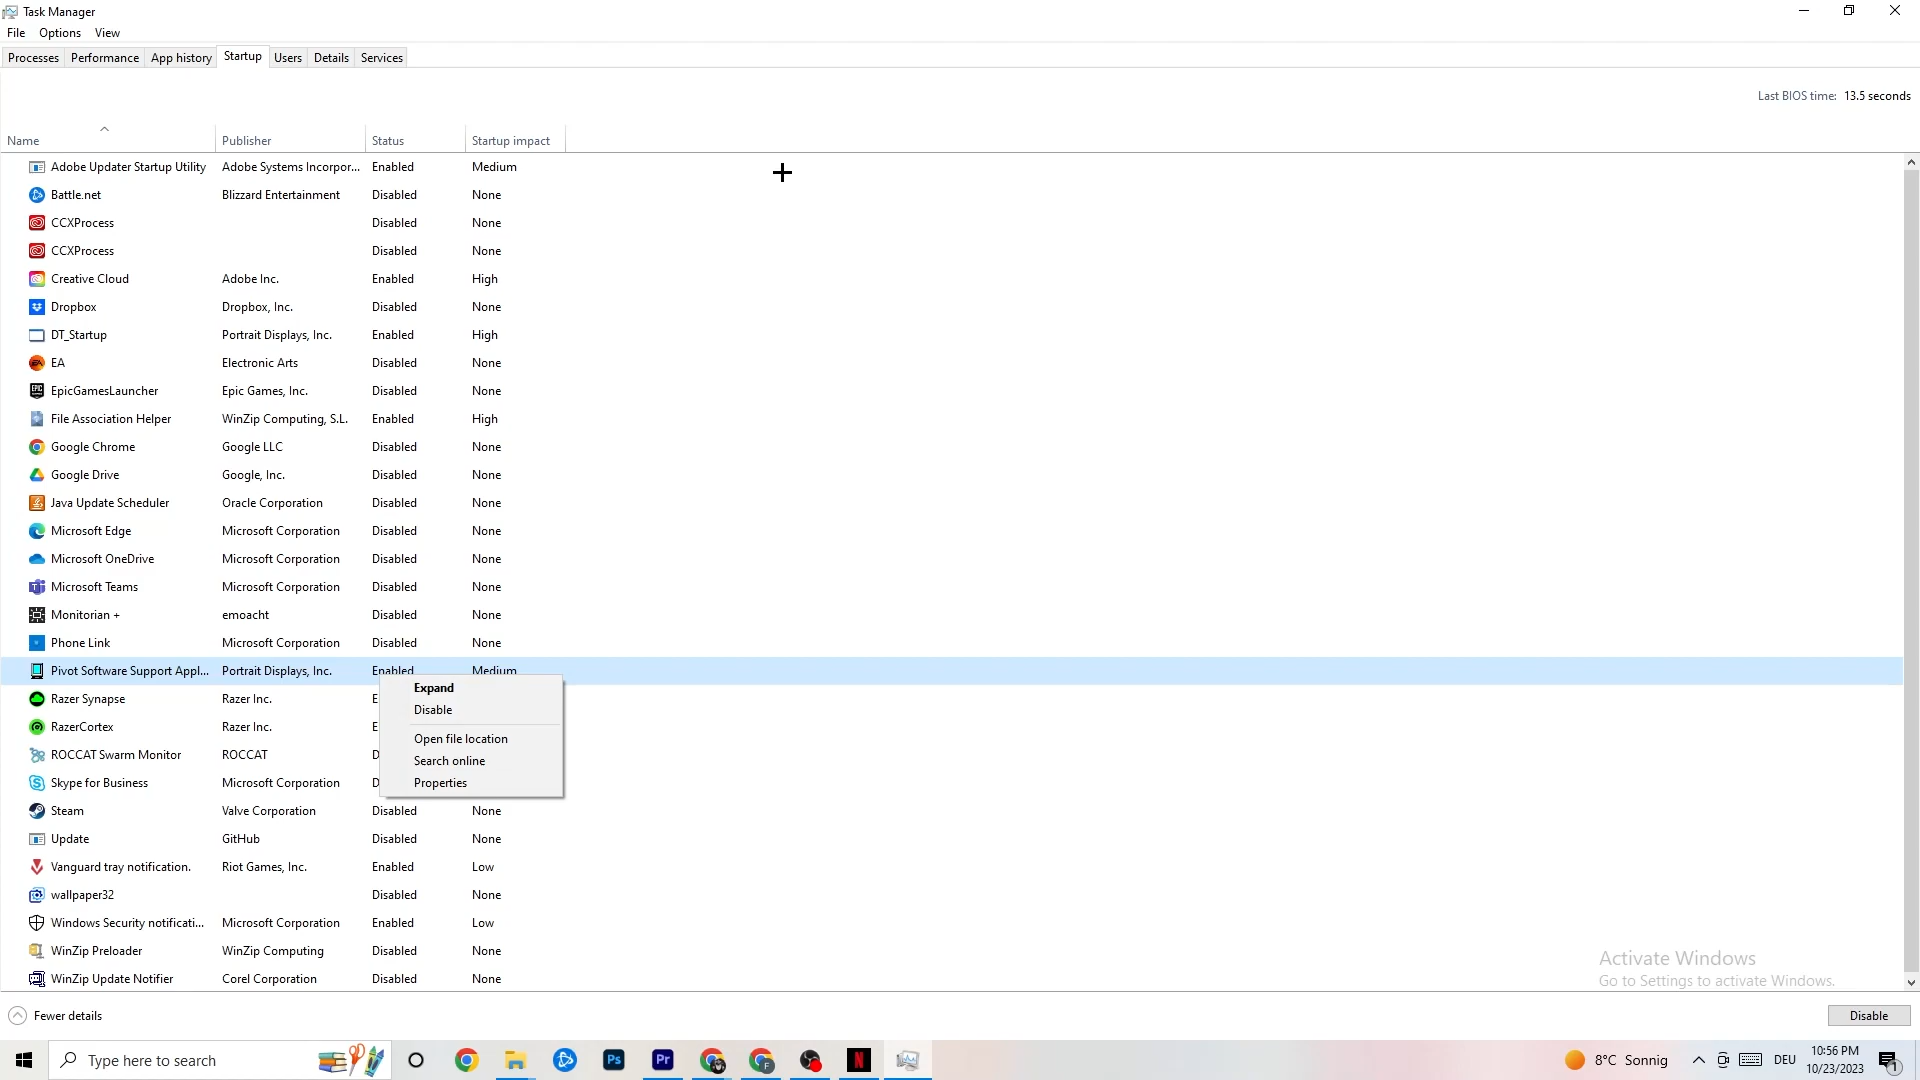 Task Manager
File Options View
Processes Performance App history Startup Users Details Services
Last BIOS time: 13.5 seconds
Name Publisher Status Startup impact
Adobe Updater Startup Utility Adobe Systems Incorpor... Enabled Medium
Battle.net Blizzard Entertainment Disabled None
CCXProcess Disabled None
CCXProcess Disabled None
Creative Cloud Adobe Inc. Enabled High
Dropbox Dropbox, Inc. Disabled None
DT_Startup Portrait Displays, Inc. Enabled High
EA Electronic Arts Disabled None
EpicGamesLauncher Epic Games, Inc. Disabled None
File Association Helper WinZip Computing, S.L. Enabled High
Google Chrome Google LLC Disabled None
Google Drive Google, Inc. Disabled None
Java Update Scheduler Oracle Corporation Disabled None
Microsoft Edge Microsoft Corporation Disabled None
Microsoft OneDrive Microsoft Corporation Disabled None
Microsoft Teams Microsoft Corporation Disabled None
Monitorian + emoacht Disabled None
Phone Link Microsoft Corporation Disabled None
Pivot Software Support Appl... Portrait Displays, Inc. Enabled Medium
Razer Synapse Razer Inc. E
RazerCortex Razer Inc. E
ROCCAT Swarm Monitor ROCCAT D
Skype for Business Microsoft Corporation D
Expand
Disable
Open file location
Search online
Properties
Steam Valve Corporation Disabled None
Update GitHub Disabled None
Vanguard tray notification. Riot Games, Inc. Enabled Low
wallpaper32 Disabled None
Windows Security notificati... Microsoft Corporation Enabled Low
WinZip Preloader WinZip Computing Disabled None
WinZip Update Notifier Corel Corporation Disabled None
Activate Windows
Go to Settings to activate Windows.
Fewer details Disable
Type here to search
8°C Sonnig DEU
10:56 PM
10/23/2023